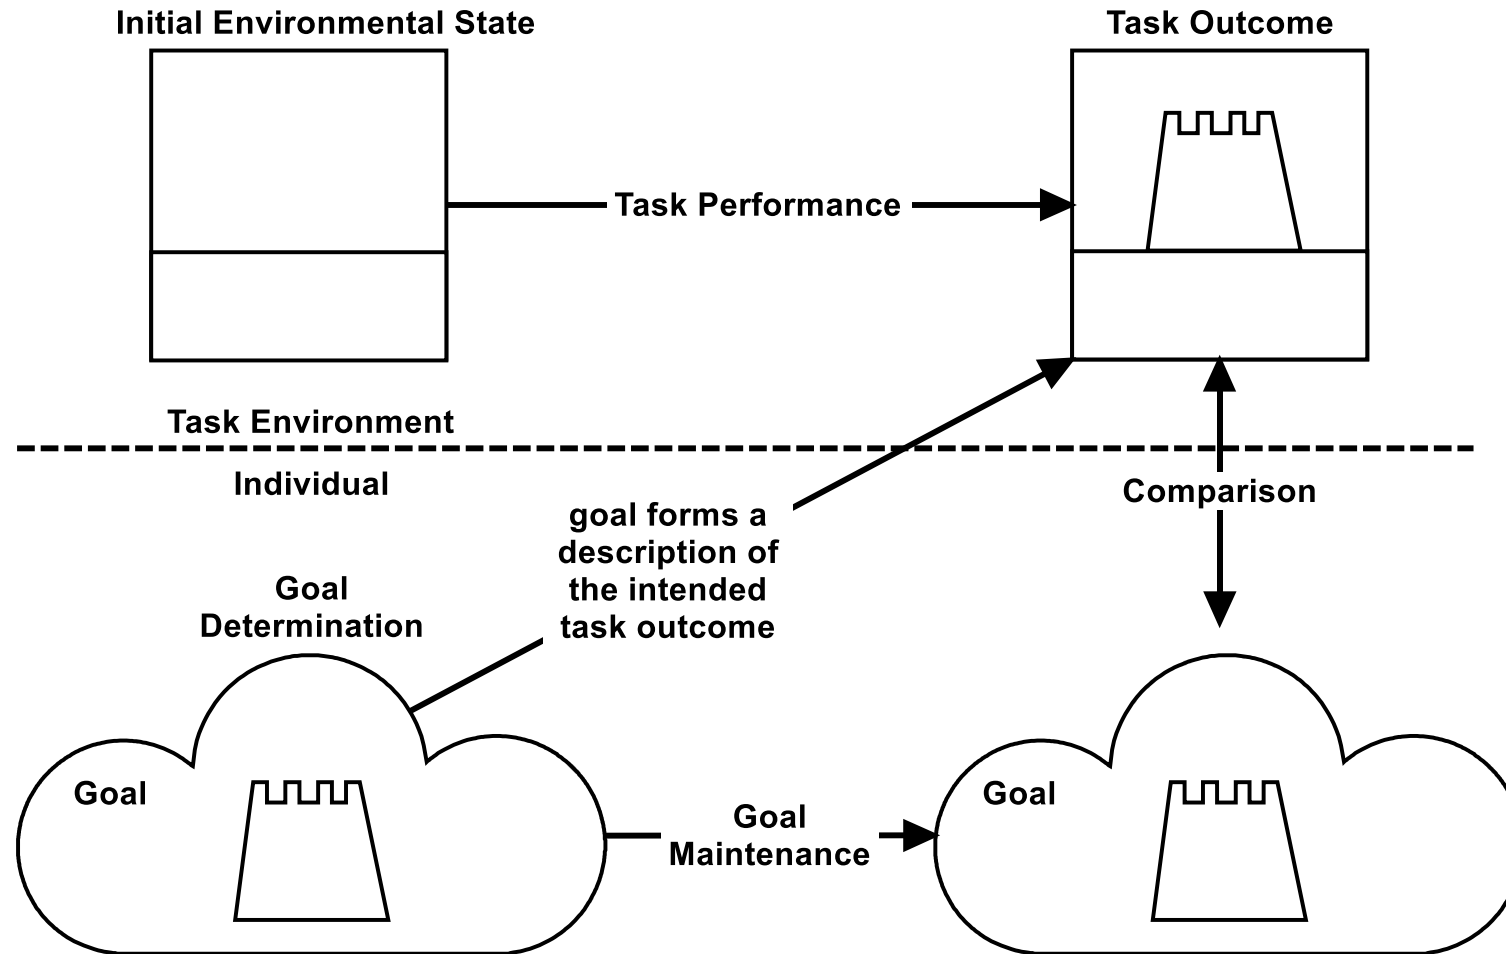 Initial Environmental State
Task Outcome
Task Performance
Task Environment
Individual
Comparison
goal forms a
description of
the intended
task outcome
Goal
Determination
Goal
Goal
Maintenance
Goal